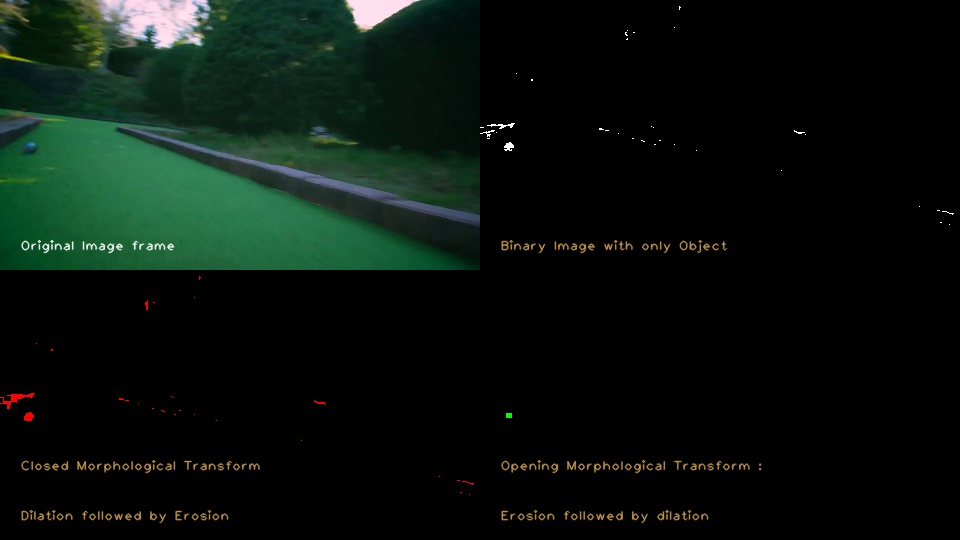 Original Image frame
Binary Image with only Object
Closed Morphological Transform
Dilation followed by Erosion
Opening Morphological Transform :
Erosion followed by dilation